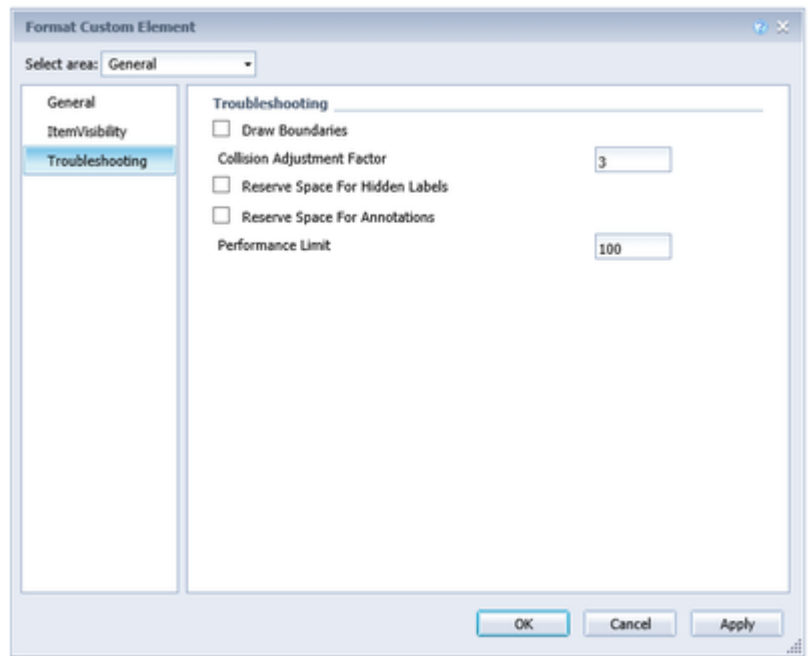 Format Custom Element
Select area: General
General
ItemVisibility
Troubleshooting
Troubleshooting
Draw Boundaries
Collision Adjustment Factor 3
Reserve Space For Hidden Labels
Reserve Space For Annotations
Performance Limit 100
OK Cancel Apply